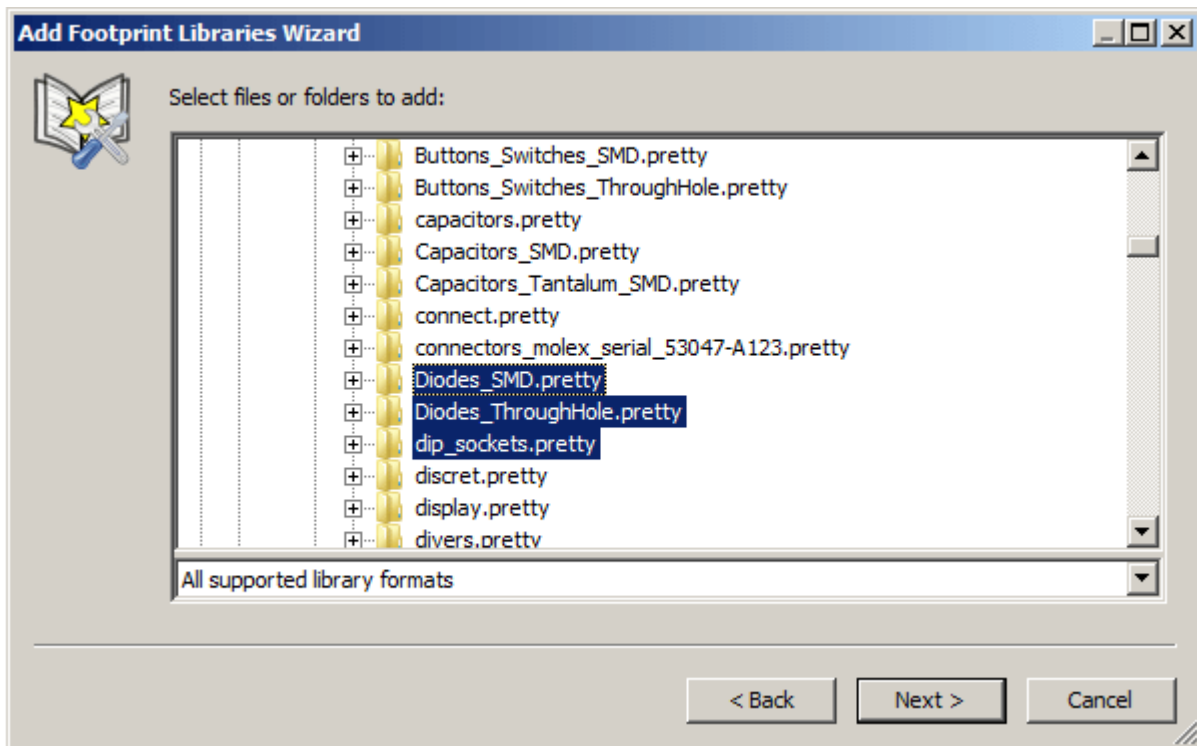 Add Footprint Libraries Wizard
Select files or folders to add:
Buttons_Switches_SMD.pretty
Buttons_Switches_ThroughHole.pretty
capacitors.pretty
Capacitors_SMD.pretty
Capacitors_Tantalum_SMD.pretty
connect.pretty
connectors_molex_serial_53047-A123.pretty
Diodes_SMD.pretty
Diodes_ThroughHole.pretty
dip_sockets.pretty
discret.pretty
display.pretty
divers.pretty
All supported library formats
< Back Next > Cancel